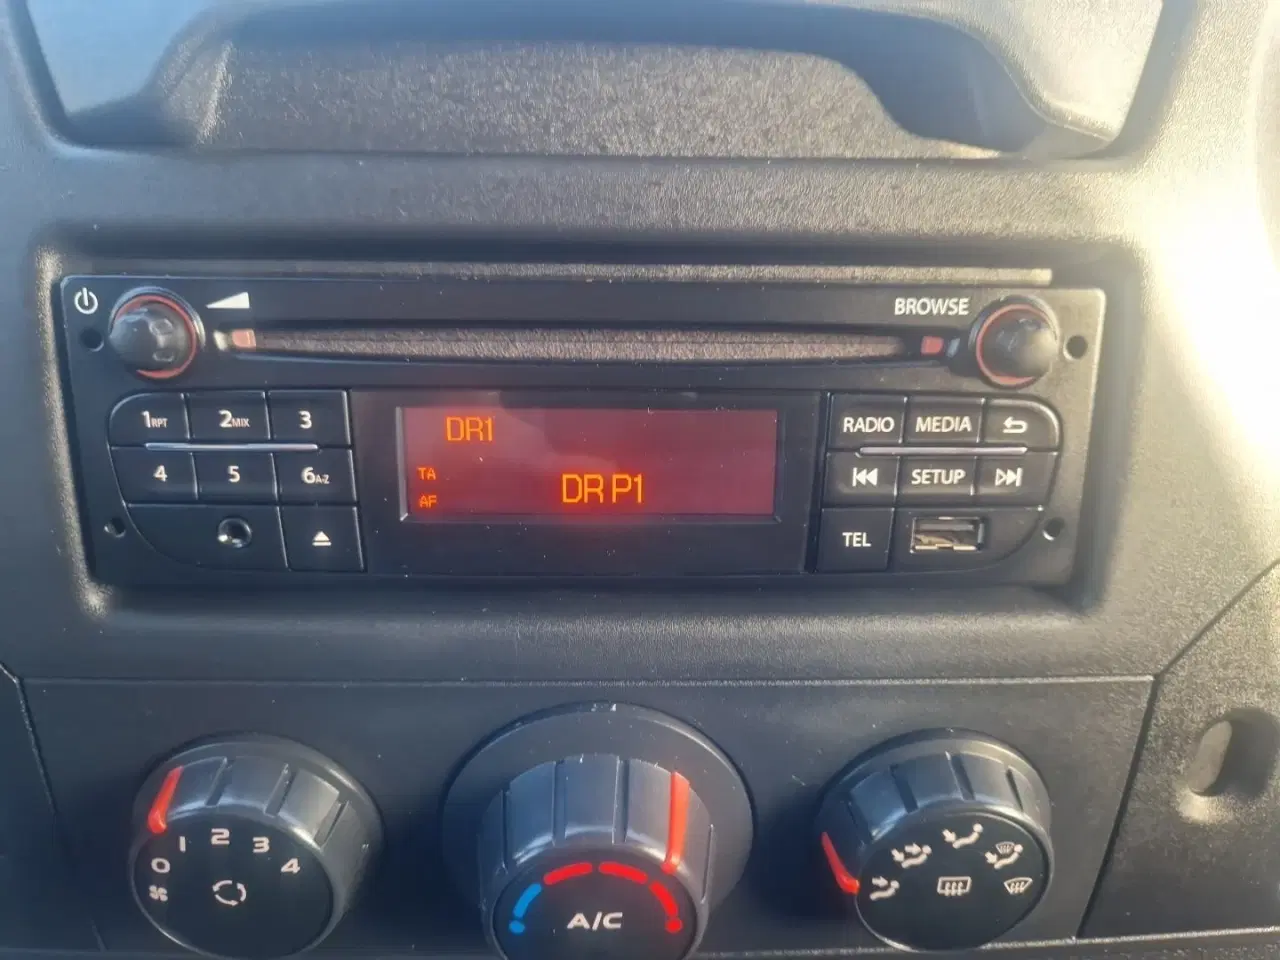 BROWSE
1RPT 2MIX 3
4 5 6A-Z
DR1
TA
DR P1
AF
RADIO MEDIA
SETUP
TEL
0 1 2 3 4
A/C